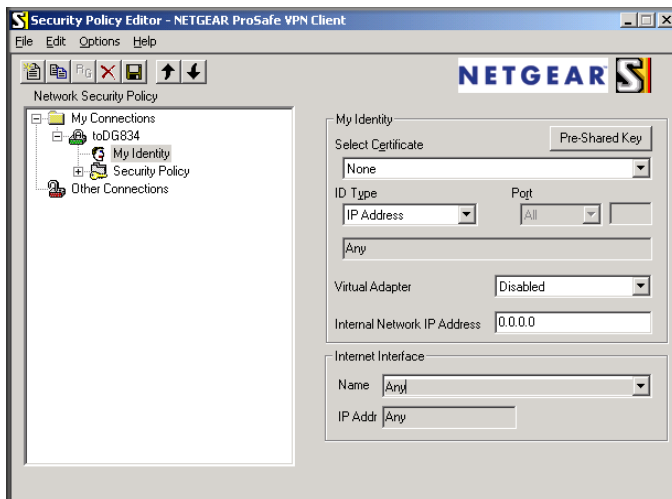 Security Policy Editor - NETGEAR ProSafe VPN Client
File Edit Options Help
NETGEAR
Network Security Policy
My Connections
toDG834
My Identity
Security Policy
Other Connections
My Identity
Select Certificate
Pre-Shared Key
None
ID Type
Port
IP Address
All
Any
Virtual Adapter
Disabled
Internal Network IP Address
0.0.0.0
Internet Interface
Name
Any
IP Addr
Any